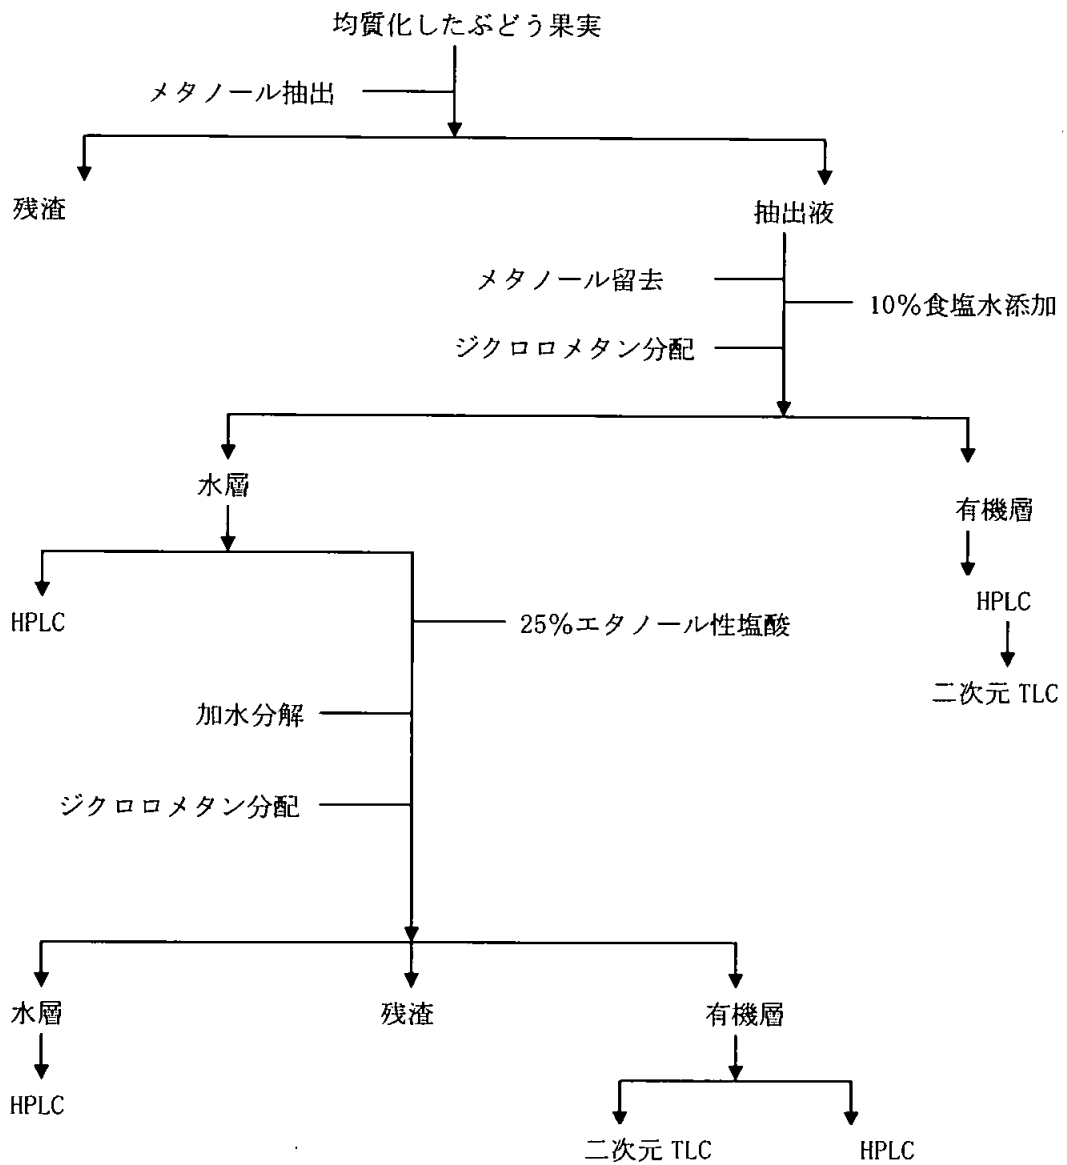 均質化したぶどう果実
メタノール抽出
残渣
抽出液
メタノール留去
10%食塩水添加
ジクロロメタン分配
水層
有機層
HPLC
HPLC
25%エタノール性塩酸
二次元 TLC
加水分解
ジクロロメタン分配
水層
残渣
有機層
HPLC
二次元 TLC
HPLC